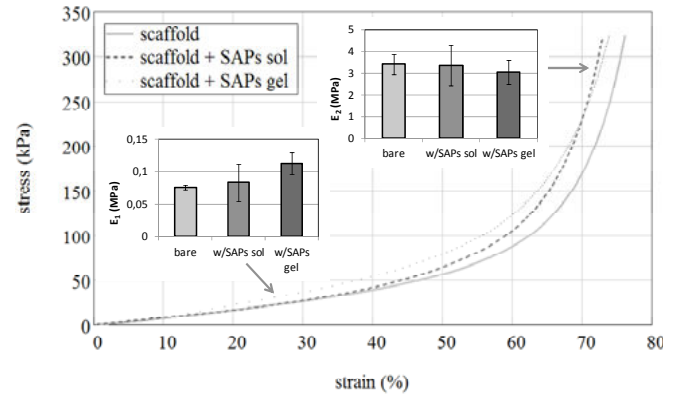 350
300
250
200
150
100
50
0
stress (kPa)
scaffold
scaffold + SAPs sol
scaffold + SAPs gel
5
4
3
2
1
0
E₂ (MPa)
bare w/SAPs sol w/SAPs gel
0,15
0,1
0,05
0
E₁ (MPa)
bare w/SAPs sol w/SAPs
gel
0 10 20 30 40 50 60 70 80
strain (%)